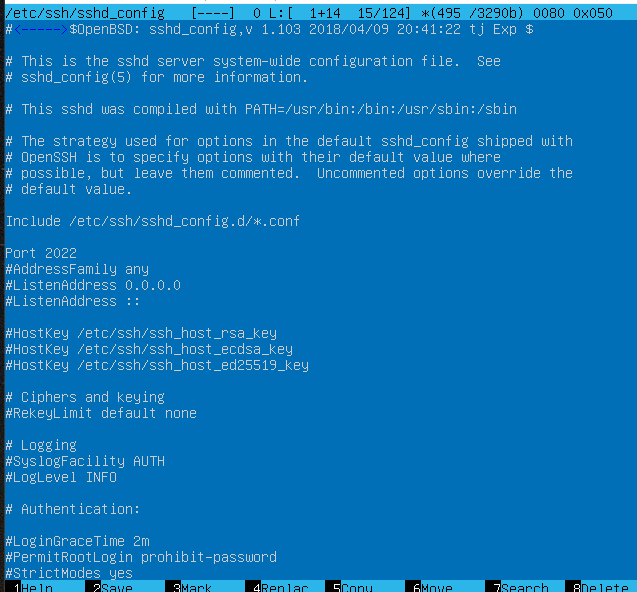 /etc/ssh/sshd_config [----] 0 L:[ 1+14 15/124] *(495 /3290b) 0080 0x050
#<----->$OpenBSD: sshd_config,v 1.103 2018/04/09 20:41:22 tj Exp $
# This is the sshd server system-wide configuration file. See
# sshd_config(5) for more information.
# This sshd was compiled with PATH=/usr/bin:/bin:/usr/sbin:/sbin
# The strategy used for options in the default sshd_config shipped with
# OpenSSH is to specify options with their default value where
# possible, but leave them commented. Uncommented options override the
# default value.
Include /etc/ssh/sshd_config.d/*.conf
Port 2022
#AddressFamily any
#ListenAddress 0.0.0.0
#ListenAddress ::
#HostKey /etc/ssh/ssh_host_rsa_key
#HostKey /etc/ssh/ssh_host_ecdsa_key
#HostKey /etc/ssh/ssh_host_ed25519_key
# Ciphers and keying
#RekeyLimit default none
# Logging
#SyslogFacility AUTH
#LogLevel INFO
# Authentication:
#LoginGraceTime 2m
#PermitRootLogin prohibit-password
#StrictModes yes
1Help 2Save 3Mark 4Replac 5Copy 6Move 7Search 8Delete